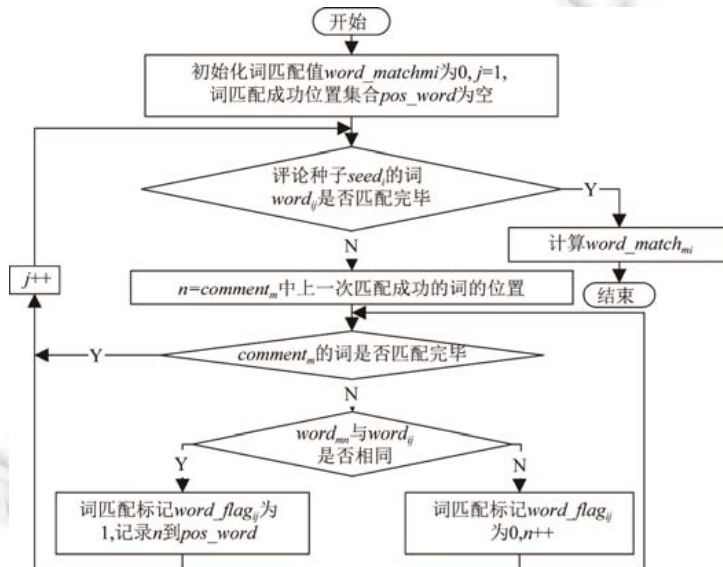 开始
初始化词匹配值word_matchmi为0, j=1,
词匹配成功位置集合pos_word为空
评论种子seedi的词
wordij是否匹配完毕
Y
N
计算word_matchmi
j++
n=commentm中上一次匹配成功的词的位置
结束
Y
commentm的词是否匹配完毕
N
wordmn与wordij
是否相同
Y
N
词匹配标记word_flagij为
1,记录n到pos_word
词匹配标记word_flagij
为0,n++